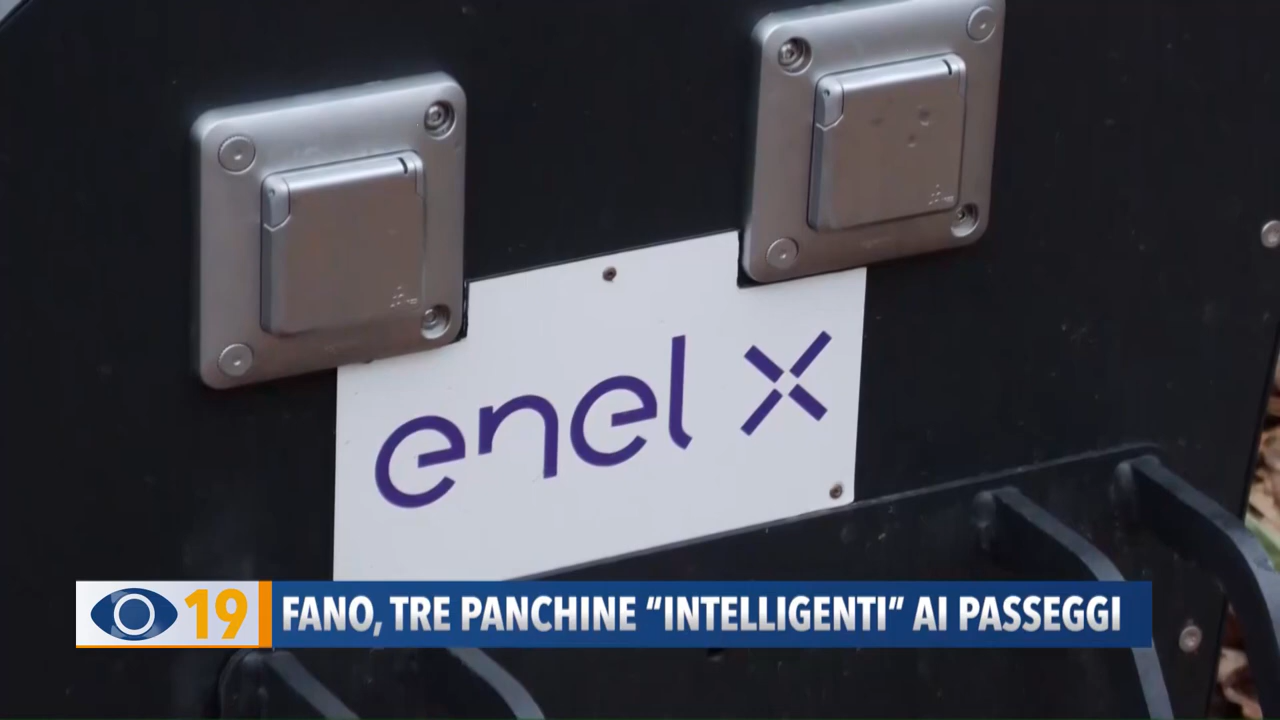 enel x
19
FANO, TRE PANCHINE “INTELLIGENTI” AI PASSEGGI